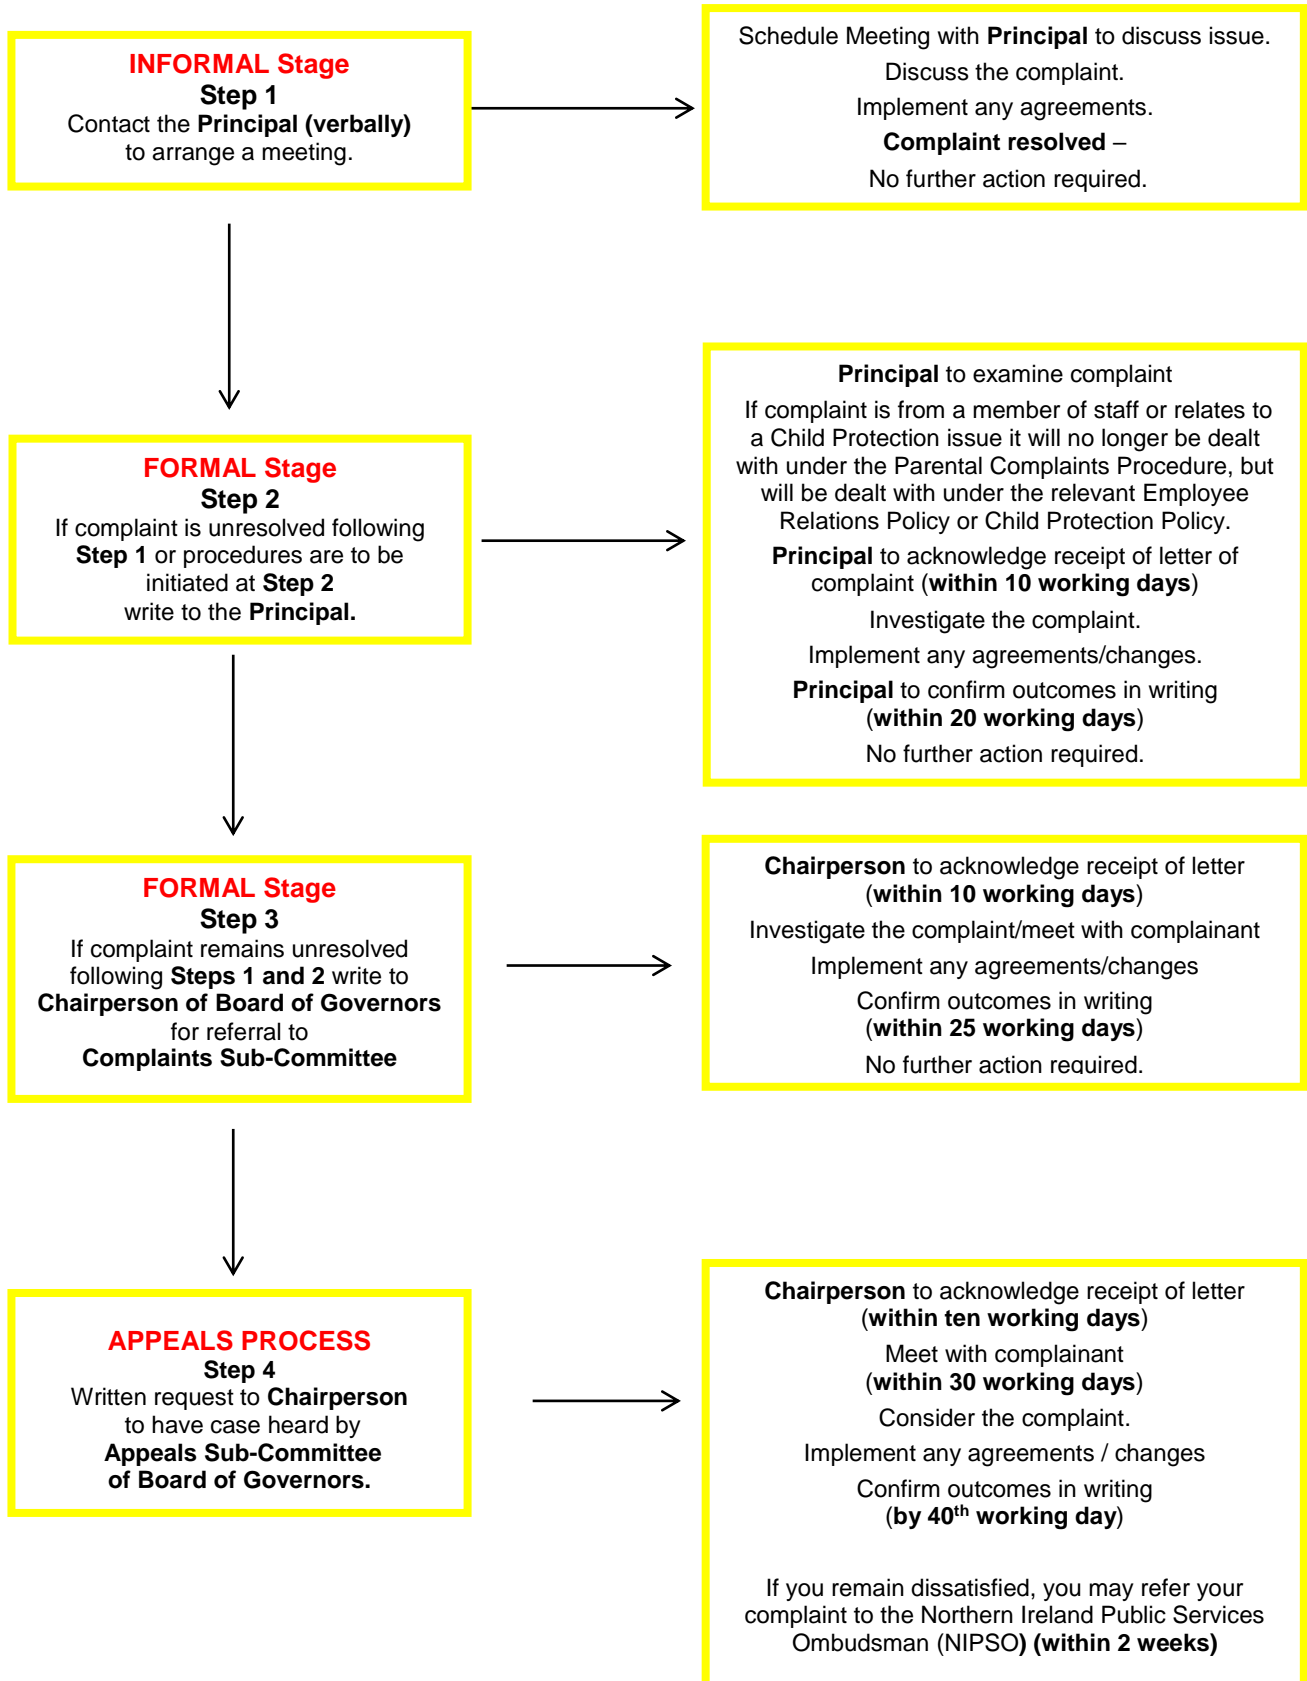 INFORMAL Stage
Step 1
Contact the Principal (verbally)
to arrange a meeting.
Schedule Meeting with Principal to discuss issue.
Discuss the complaint.
Implement any agreements.
Complaint resolved –
No further action required.
FORMAL Stage
Step 2
If complaint is unresolved following
Step 1 or procedures are to be
initiated at Step 2
write to the Principal.
Principal to examine complaint
If complaint is from a member of staff or relates to
a Child Protection issue it will no longer be dealt
with under the Parental Complaints Procedure, but
will be dealt with under the relevant Employee
Relations Policy or Child Protection Policy.
Principal to acknowledge receipt of letter of
complaint (within 10 working days)
Investigate the complaint.
Implement any agreements/changes.
Principal to confirm outcomes in writing
(within 20 working days)
No further action required.
FORMAL Stage
Step 3
If complaint remains unresolved
following Steps 1 and 2 write to
Chairperson of Board of Governors
for referral to
Complaints Sub-Committee
Chairperson to acknowledge receipt of letter
(within 10 working days)
Investigate the complaint/meet with complainant
Implement any agreements/changes
Confirm outcomes in writing
(within 25 working days)
No further action required.
APPEALS PROCESS
Step 4
Written request to Chairperson
to have case heard by
Appeals Sub-Committee
of Board of Governors.
Chairperson to acknowledge receipt of letter
(within ten working days)
Meet with complainant
(within 30 working days)
Consider the complaint.
Implement any agreements / changes
Confirm outcomes in writing
(by 40th working day)
If you remain dissatisfied, you may refer your
complaint to the Northern Ireland Public Services
Ombudsman (NIPSO) (within 2 weeks)